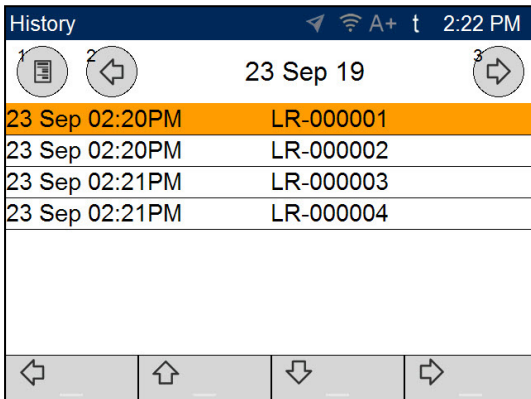 History A+ t 2:22 PM
1 2 23 Sep 19 3
23 Sep 02:20PM LR-000001
23 Sep 02:20PM LR-000002
23 Sep 02:21PM LR-000003
23 Sep 02:21PM LR-000004